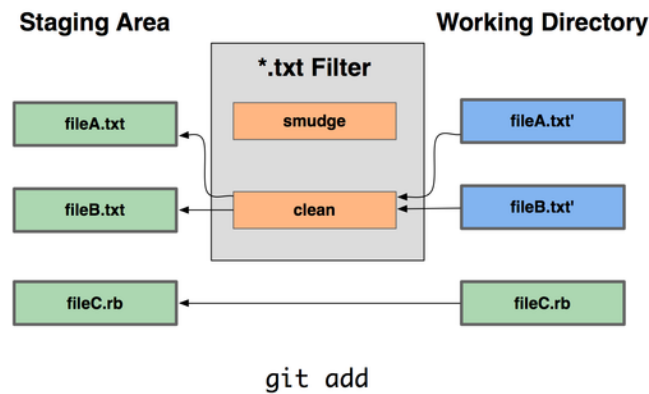 Staging Area
Working Directory
*.txt Filter
fileA.txt
smudge
fileA.txt'
fileB.txt
clean
fileB.txt'
fileC.rb
fileC.rb
git add